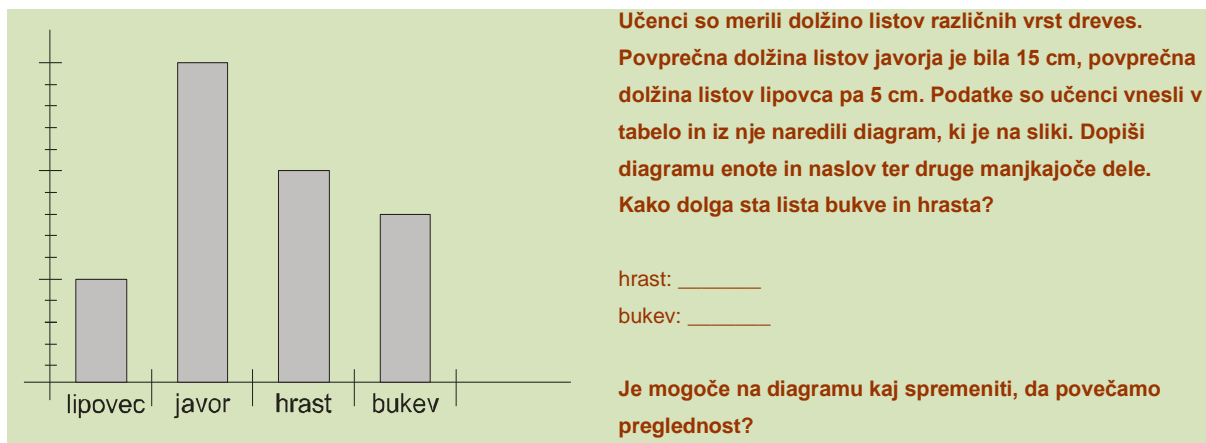 Učenci so merili dolžino listov različnih vrst dreves.
Povprečna dolžina listov javorja je bila 15 cm, povprečna
dolžina listov lipovca pa 5 cm. Podatke so učenci vnesli v
tabelo in iz nje naredili diagram, ki je na sliki. Dopiši
diagramu enote in naslov ter druge manjkajoče dele.
Kako dolga sta lista bukve in hrasta?
hrast: _______
bukev: _______
Je mogoče na diagramu kaj spremeniti, da povečamo
preglednost?
lipovec javor hrast bukev